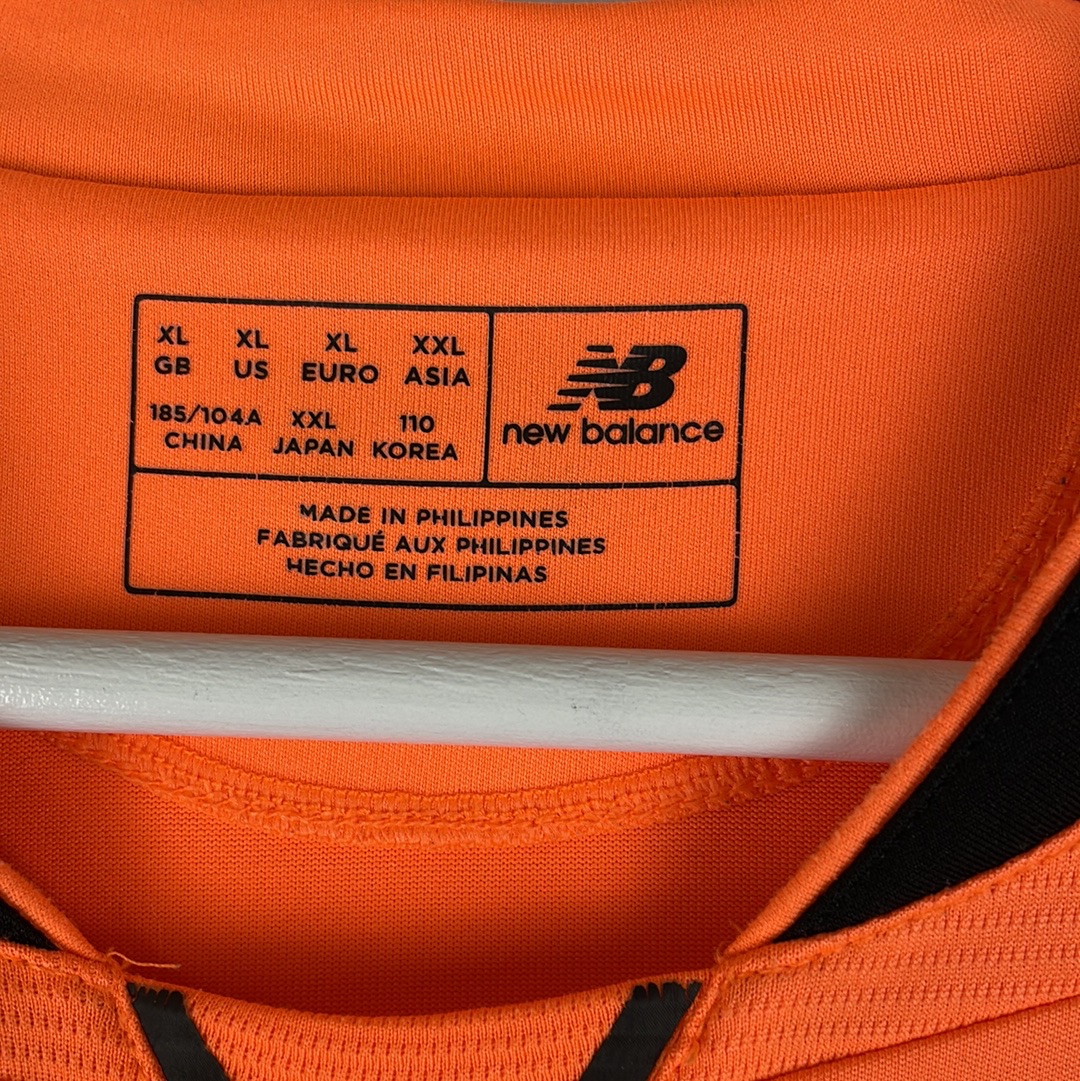 XL XL XL XXL
GB US EURO ASIA
185/104A XXL 110
CHINA JAPAN KOREA
NB
new balance
MADE IN PHILIPPINES
FABRIQUÉ AUX PHILIPPINES
HECHO EN FILIPINAS